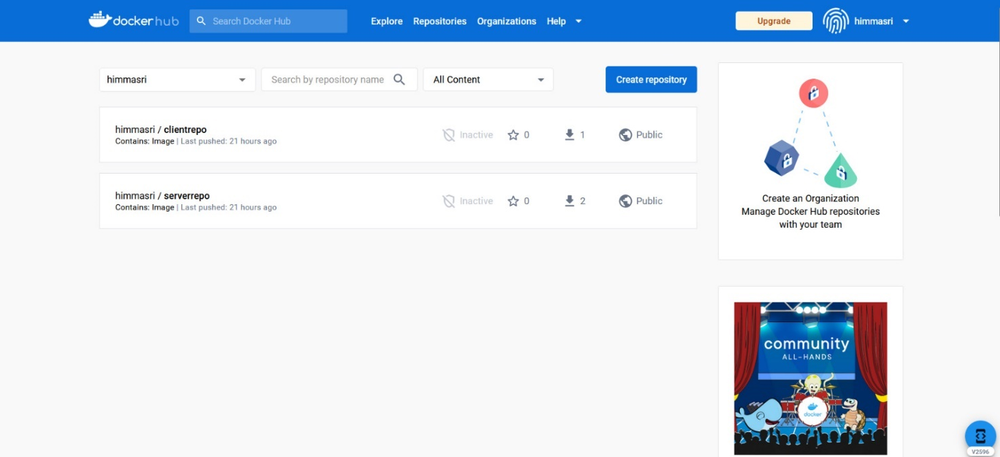 dockerhub
Search Docker Hub
Explore Repositories Organizations Help
Upgrade
himmasri
himmasri
Search by repository name
All Content
Create repository
himmasri / clientrepo
Contains: Image | Last pushed: 21 hours ago
Inactive 0 1 Public
himmasri / serverrepo
Contains: Image | Last pushed: 21 hours ago
Inactive 0 2 Public
Create an Organization
Manage Docker Hub repositories
with your team
community
ALL-HANDS
docker
V2596